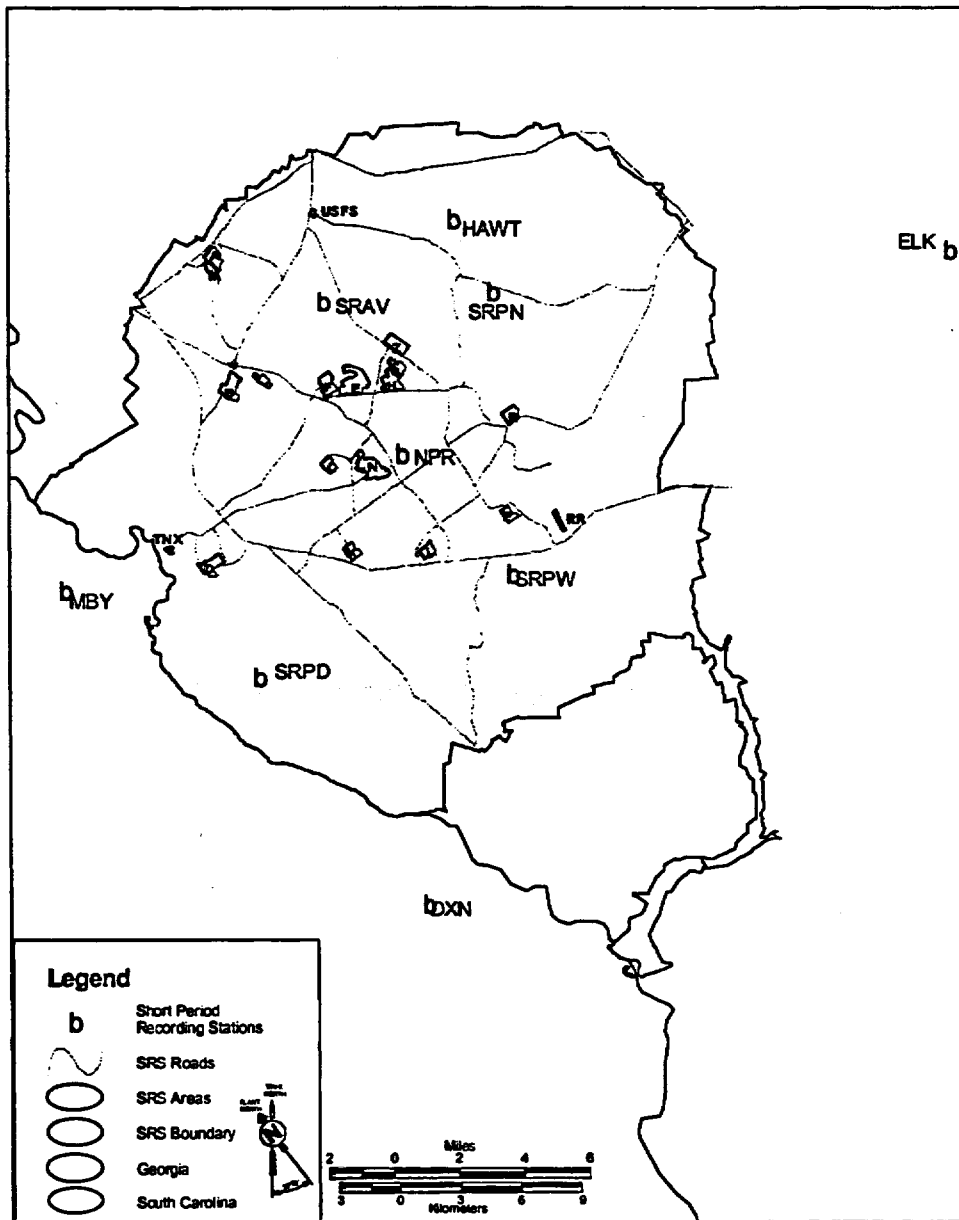 USFS
b HAWT
ELK b
b SRAV
b
SRPN
F
b NPR
N
TNX
RR
b SRPW
b MBY
b SRPD
b DXN
Legend
b Short Period
Recording Stations
SRS Roads
SRS Areas
SRS Boundary
Georgia
South Carolina
Miles
2 0 2 4 6
3 0 3 6 9
Kilometers